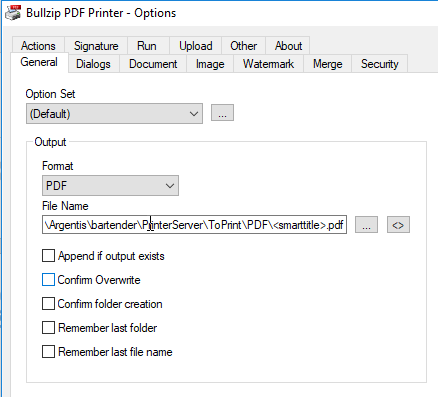 Bullzip PDF Printer - Options
Actions Signature Run Upload Other About
General Dialogs Document Image Watermark Merge Security
Option Set
(Default) ...
Output
Format
PDF
File Name
\Argentis\bartender\PrinterServer\ToPrint\PDF\<smarttitle>.pdf ... <>
Append if output exists
Confirm Overwrite
Confirm folder creation
Remember last folder
Remember last file name